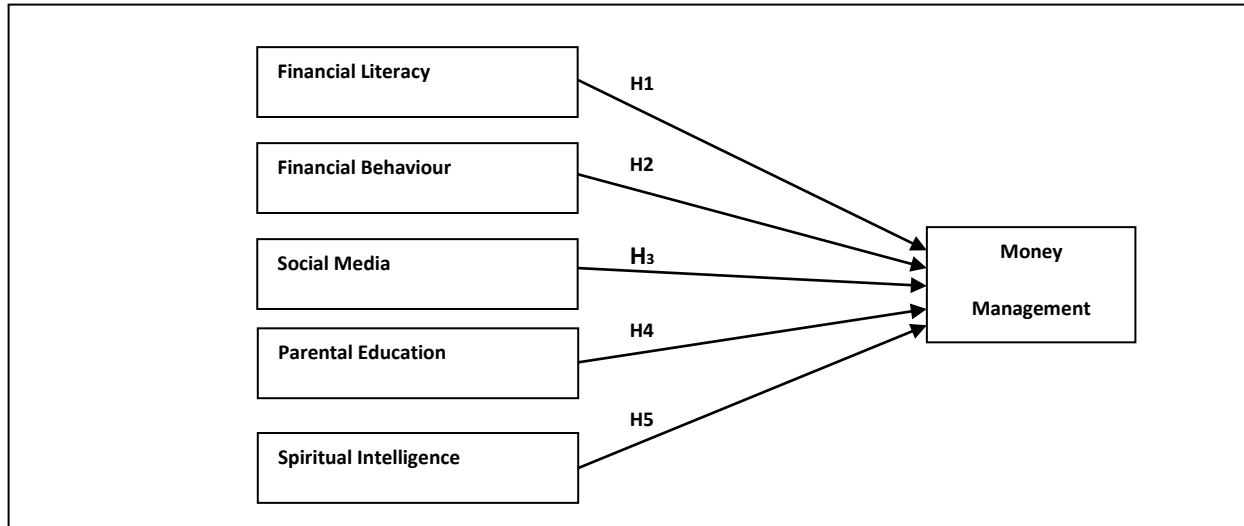 Financial Literacy
H1
Financial Behaviour
H2
Social Media
H3
Money
Management
Parental Education
H4
Spiritual Intelligence
H5